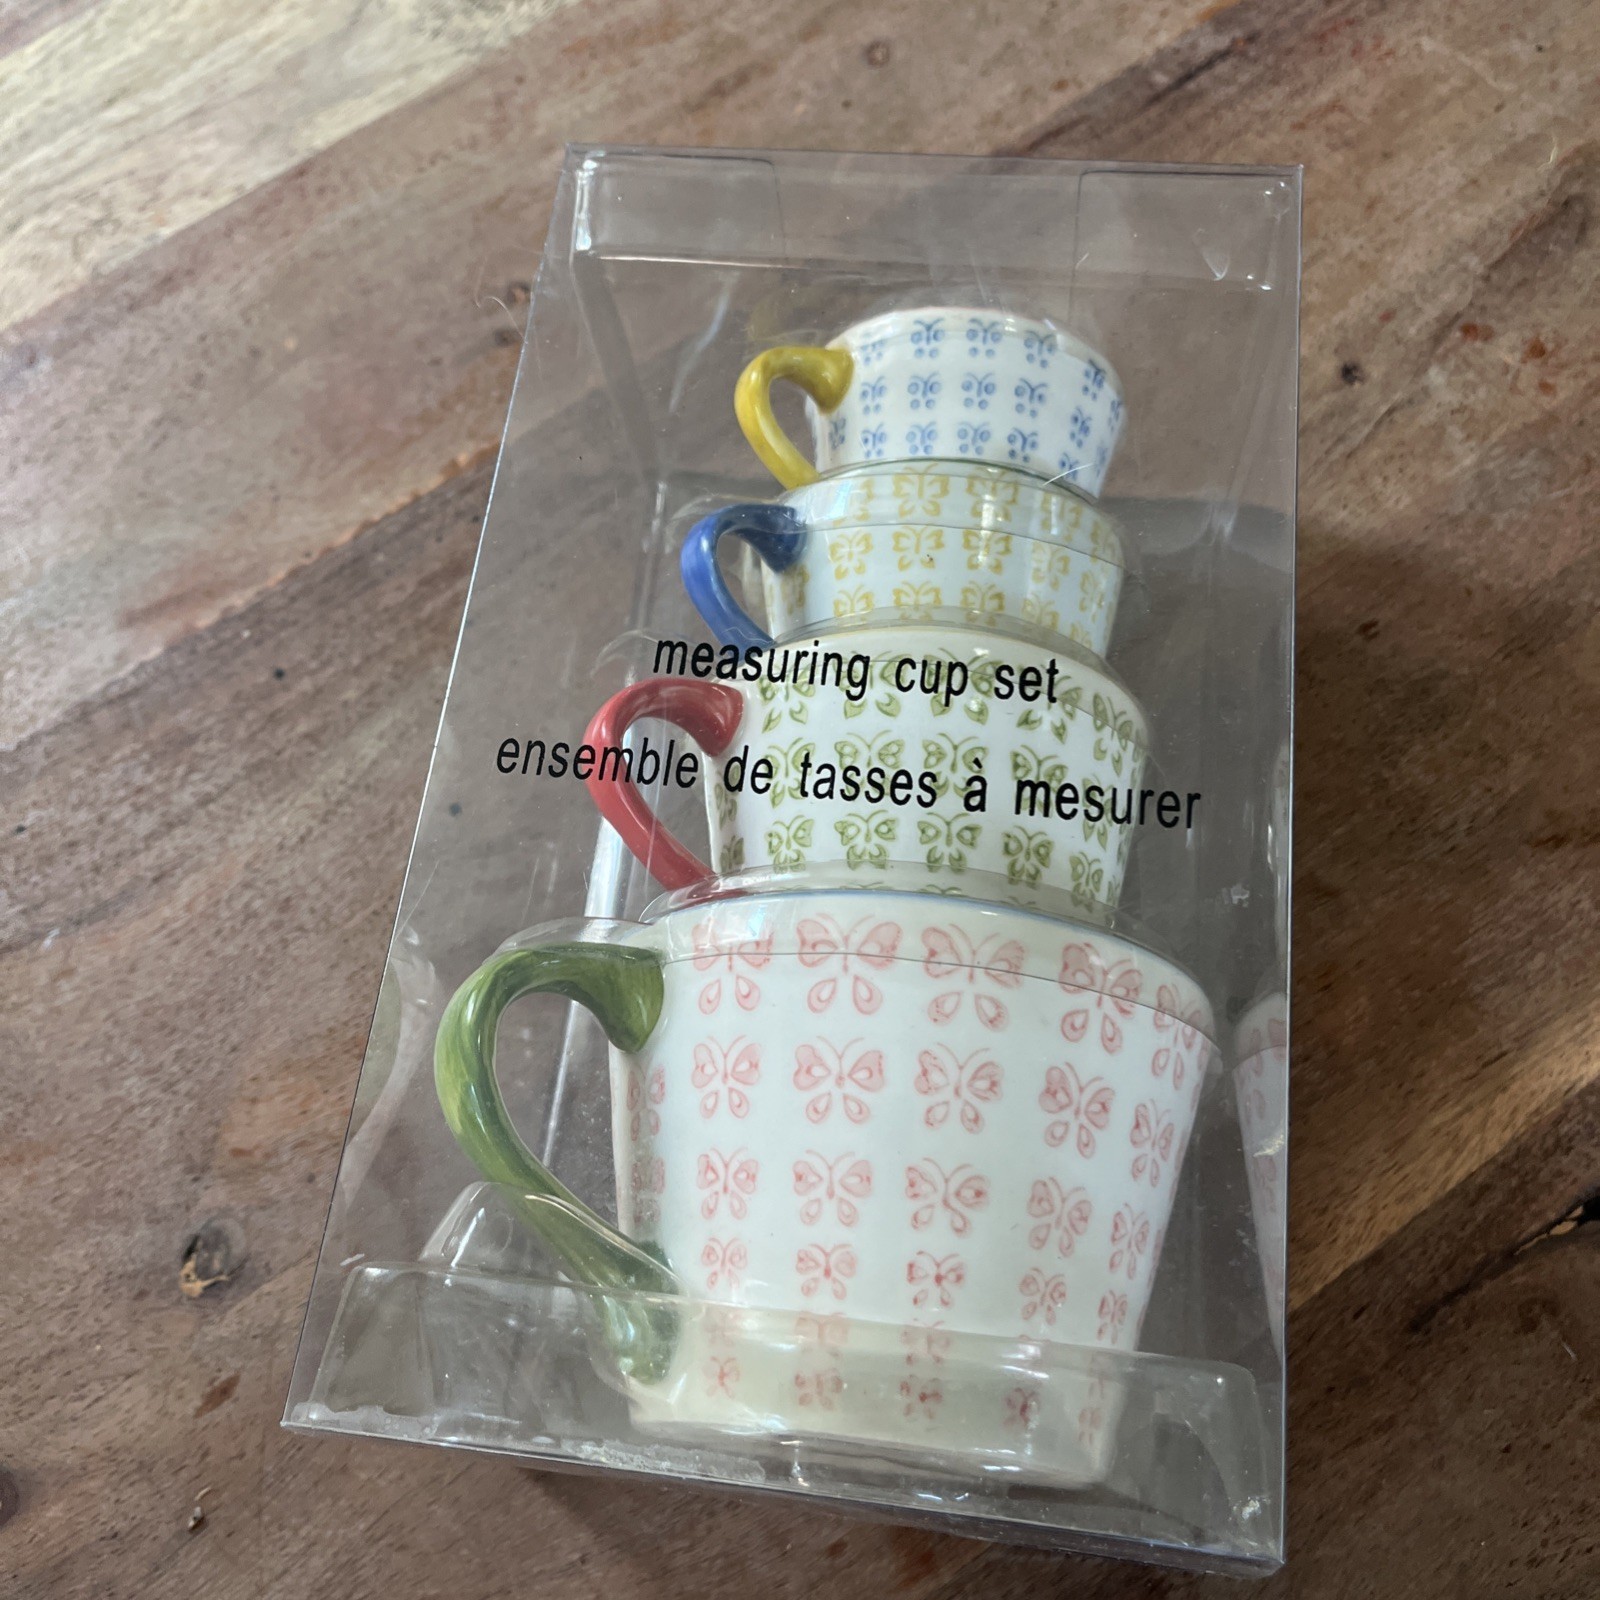 measuring cup set
ensemble de tasses à mesurer